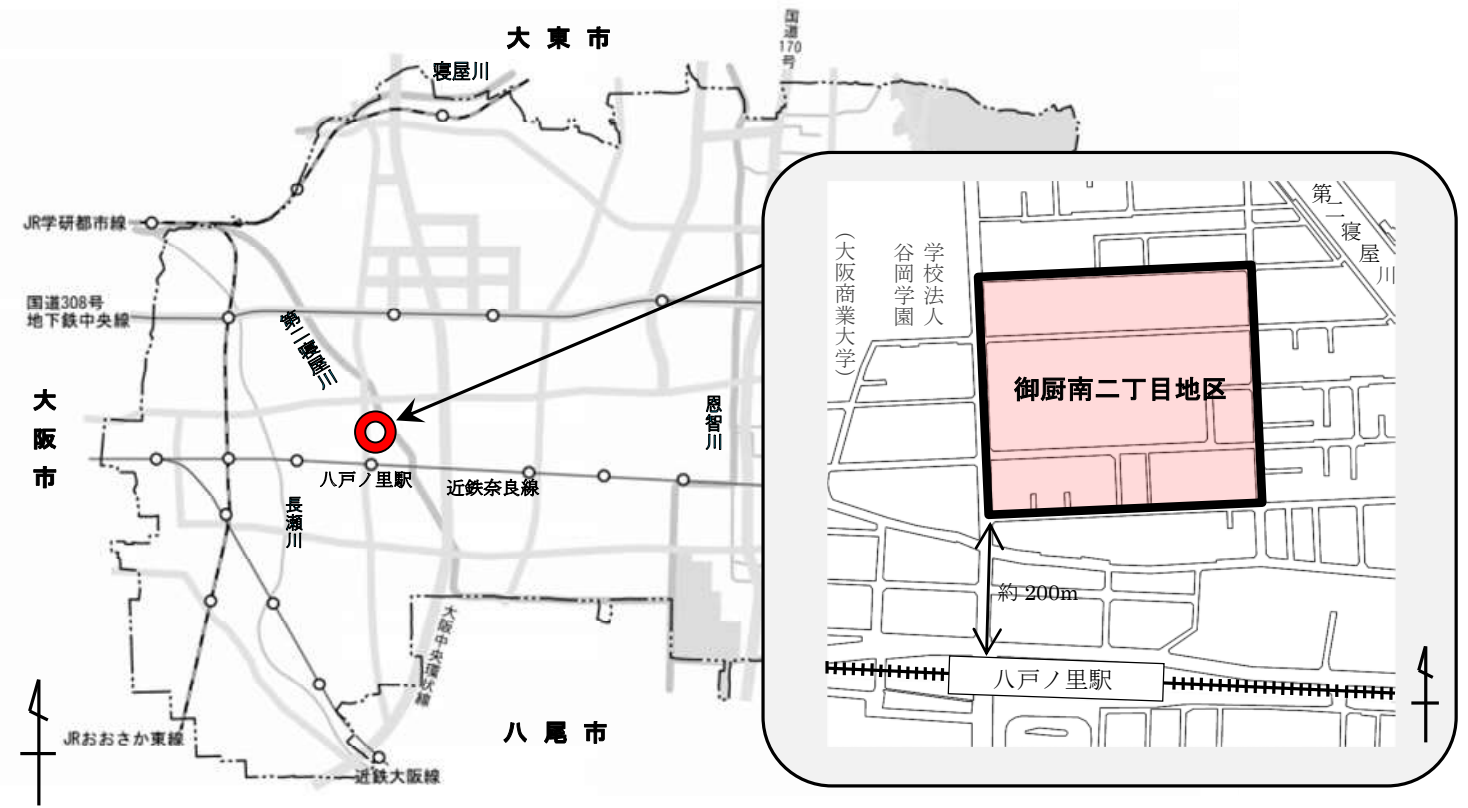 大東市
国道170号
寝屋川
JR学研都市線
国道308号
地下鉄中央線
第二寝屋川
大阪市
恩智川
八戸ノ里駅
近鉄奈良線
長瀬川
大阪中央環状線
八尾市
JRおおさか東線
近鉄大阪線
第二寝屋川
学校法人
谷岡学園
(大阪商業大学)
御厨南二丁目地区
約 200m
八戸ノ里駅